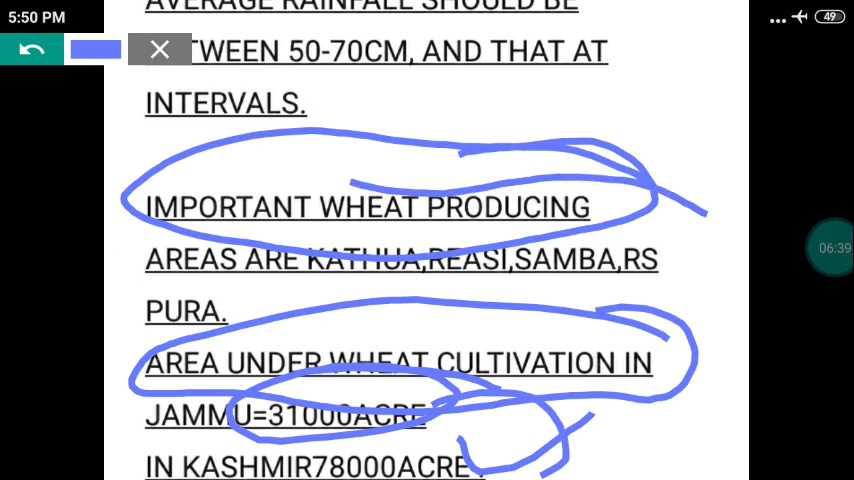 5:50 PM
49
AVERAGE RAINFALL SHOULD BE
TWEEN 50-70CM, AND THAT AT
INTERVALS.
IMPORTANT WHEAT PRODUCING
AREAS ARE KATHUA,REASI,SAMBA,RS
PURA.
06:39
AREA UNDER WHEAT CULTIVATION IN
JAMMU=31000ACRE
IN KASHMIR78000ACRE .